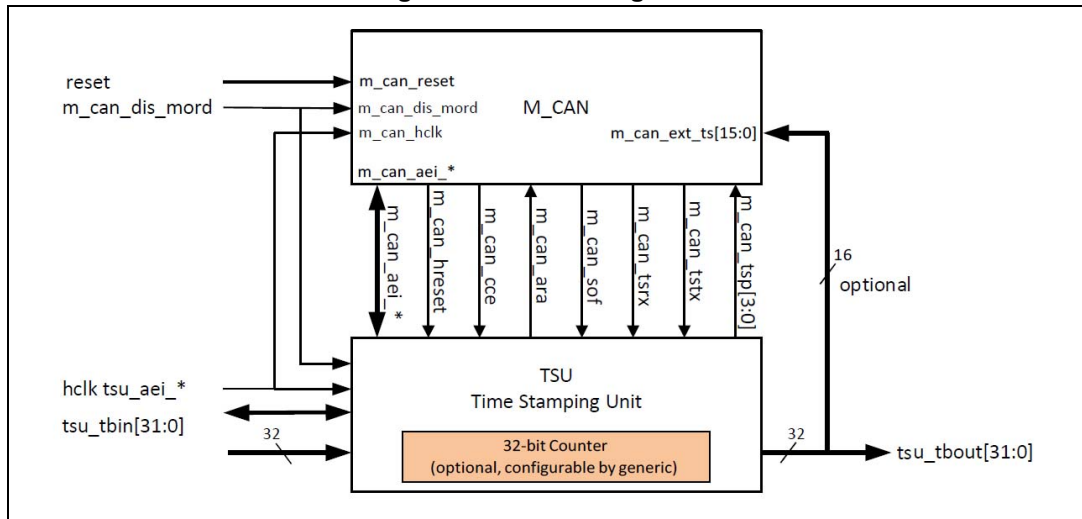 reset
m_can_dis_mord
m_can_reset
m_can_dis_mord
m_can_hclk
M_CAN
m_can_ext_ts[15:0]
m_can_aei_*
m_can_aei_*
m_can_hreset
m_can_cce
m_can_ara
m_can_sof
m_can_tsrx
m_can_tstx
m_can_tsp[3:0]
16
optional
hclk tsu_aei_*
tsu_tbin[31:0]
32
TSU
Time Stamping Unit
32-bit Counter
(optional, configurable by generic)
32
tsu_tbout[31:0]